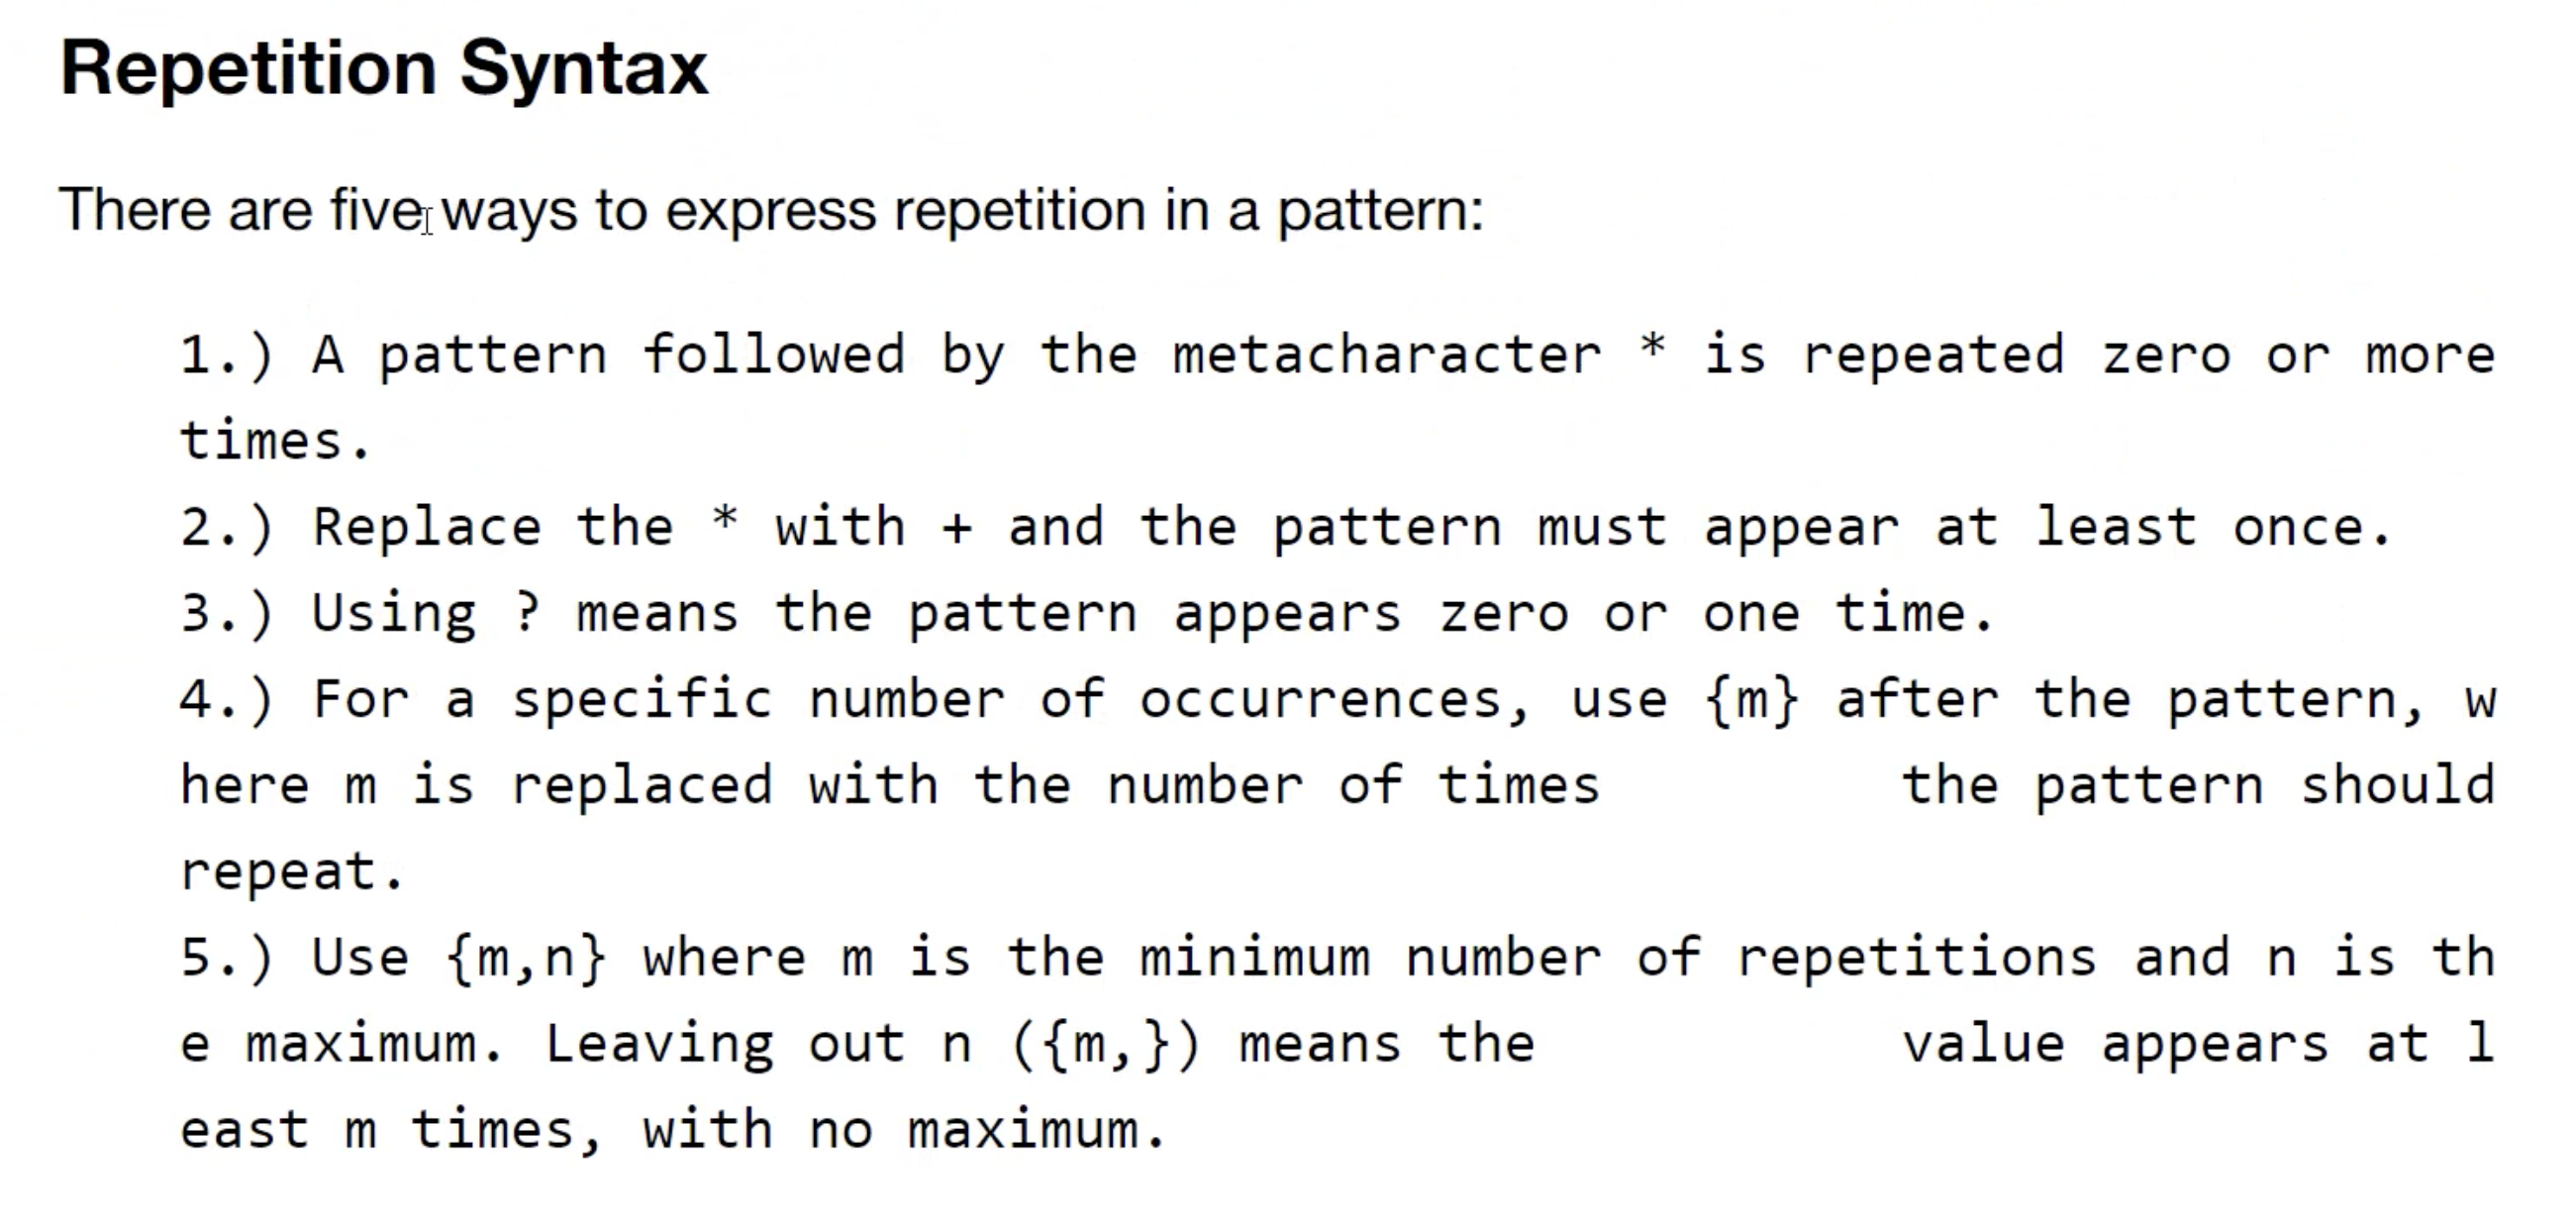 Repetition Syntax
There are five ways to express repetition in a pattern:
1.) A pattern followed by the metacharacter * is repeated zero or more
times.
2.) Replace the * with + and the pattern must appear at least once.
3.) Using ? means the pattern appears zero or one time.
4.) For a specific number of occurrences, use {m} after the pattern, w
here m is replaced with the number of times         the pattern should
repeat.
5.) Use {m,n} where m is the minimum number of repetitions and n is th
e maximum. Leaving out n ({m,}) means the           value appears at l
east m times, with no maximum.